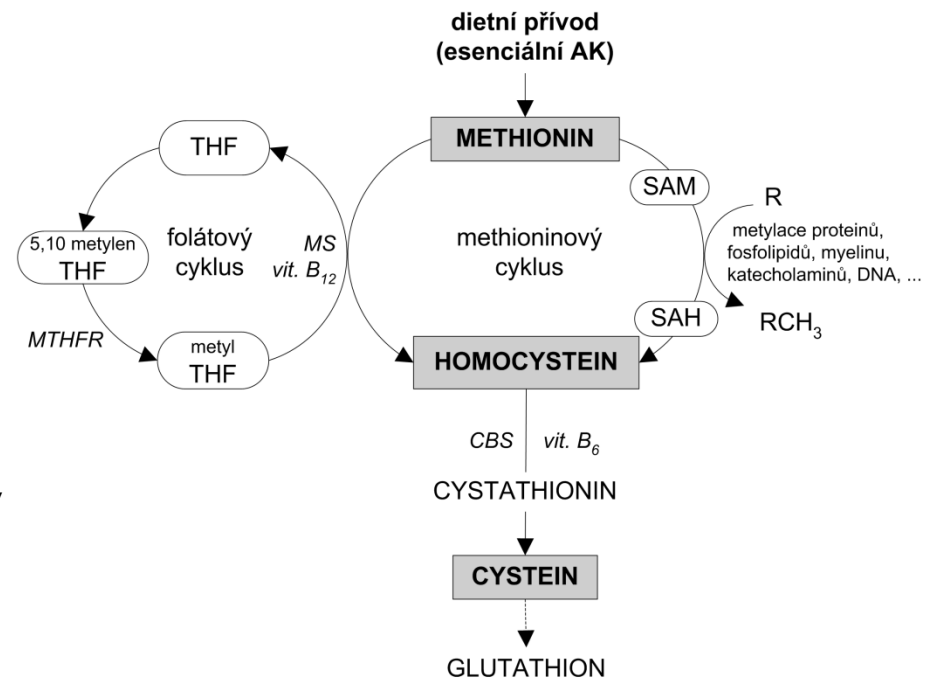 dietní přívod
(esenciální AK)
METHIONIN
THF
SAM
R
5,10 metylen
THF
folátový
cyklus
MS
vit. B12
methioninový
cyklus
metylace proteinů,
fosfolipidů, myelinu,
katecholaminů, DNA, ...
MTHFR
SAH
RCH3
metyl
THF
HOMOCYSTEIN
CBS
vit. B6
CYSTATHIONIN
CYSTEIN
GLUTATHION